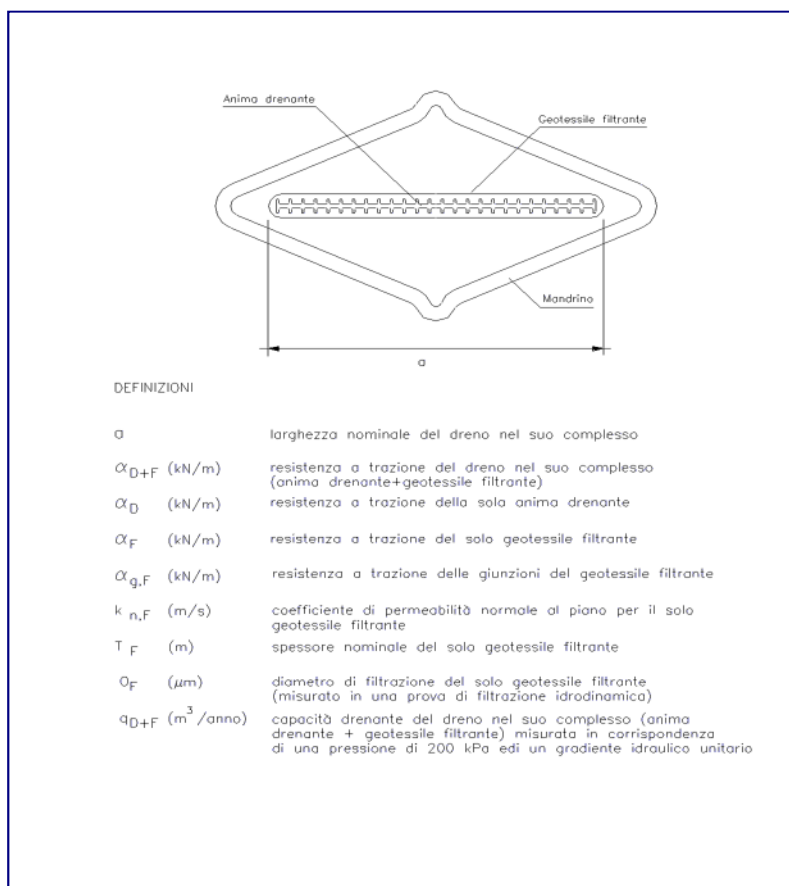 Anima drenante
Geotessile filtrante
Mandrino
a
DEFINIZIONI
a larghezza nominale del dreno nel suo complesso
α D+F (kN/m) resistenza a trazione del dreno nel suo complesso
(anima drenante+geotessile filtrante)
α D (kN/m) resistenza a trazione della sola anima drenante
α F (kN/m) resistenza a trazione del solo geotessile filtrante
α g,F (kN/m) resistenza a trazione delle giunzioni del geotessile filtrante
k n,F (m/s) coefficiente di permeabilità normale al piano per il solo
geotessile filtrante
T F (m) spessore nominale del solo geotessile filtrante
O F (μm) diametro di filtrazione del solo geotessile filtrante
(misurato in una prova di filtrazione idrodinamica)
q D+F (m³/anno) capacità drenante del dreno nel suo complesso (anima
drenante + geotessile filtrante) misurata in corrispondenza
di una pressione di 200 kPa edi un gradiente idraulico unitario